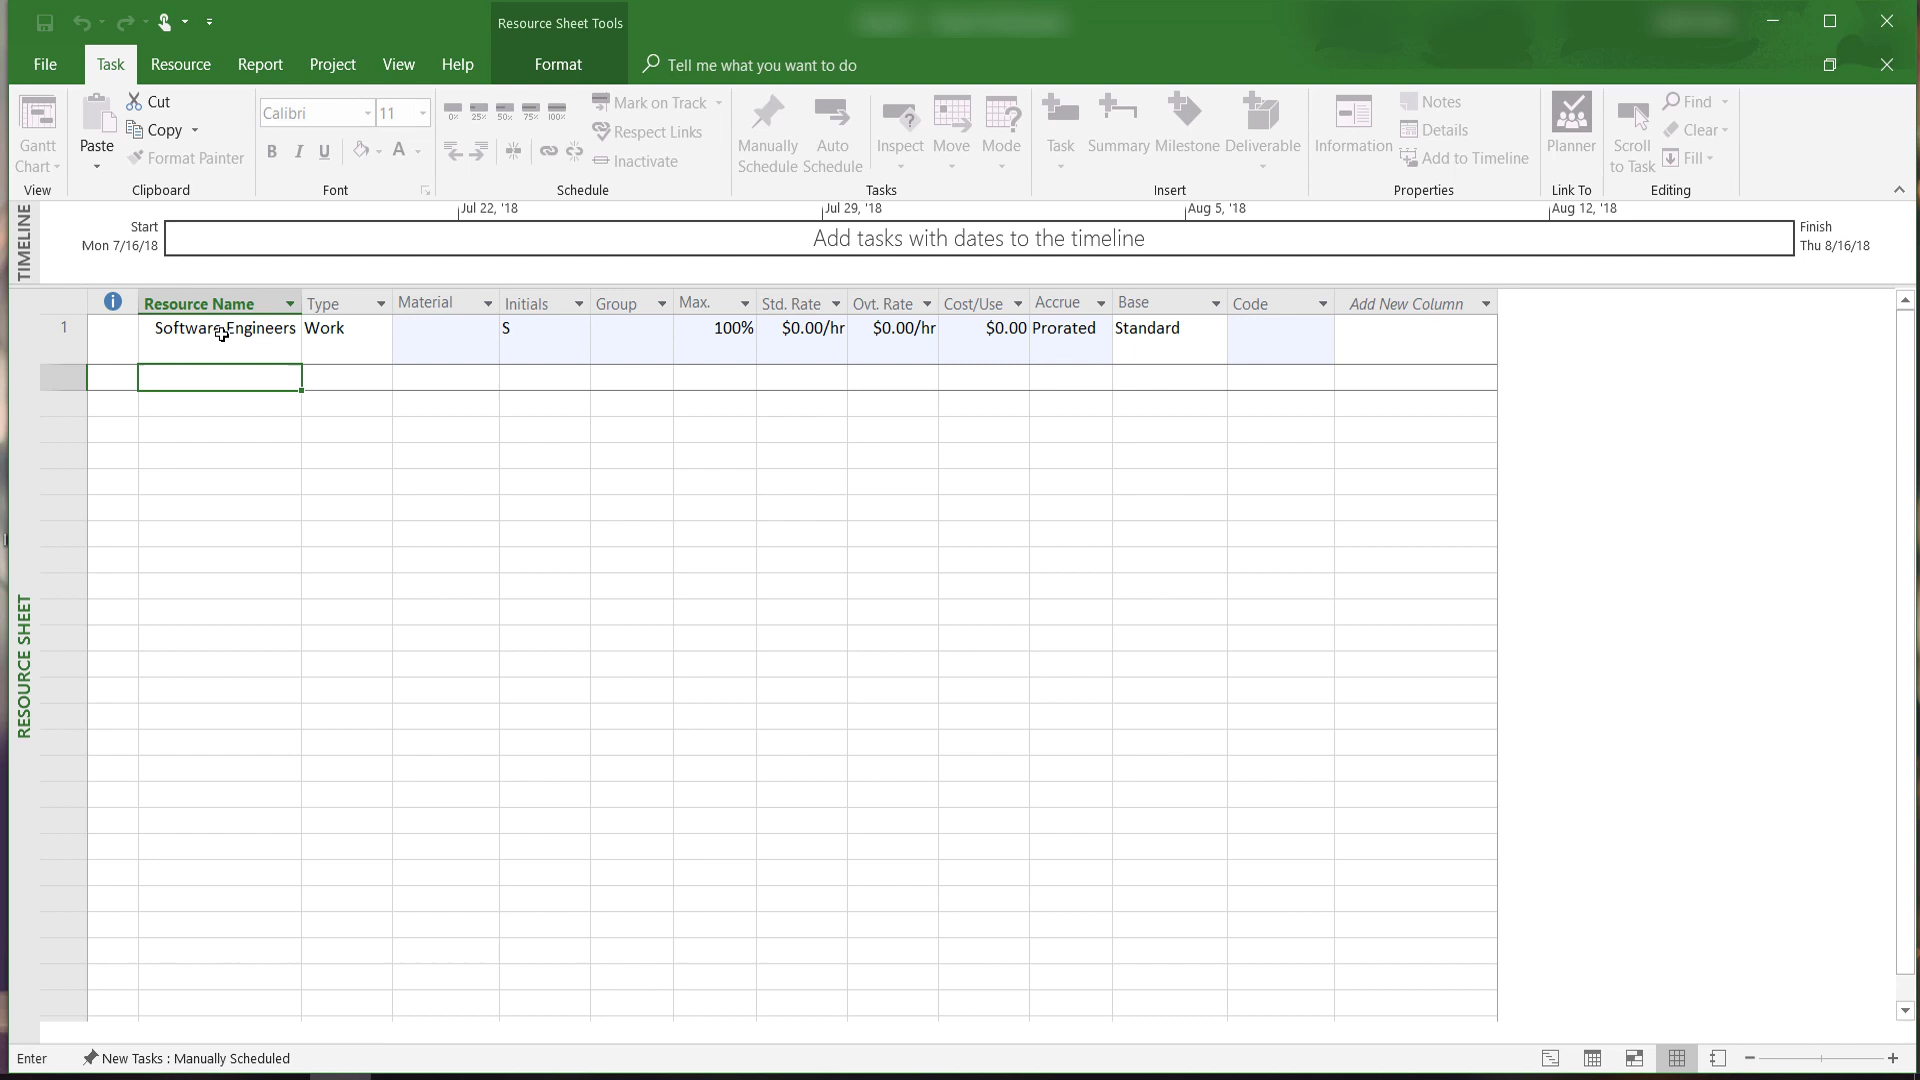 Resource Sheet Tools
File Task Resource Report Project View Help Format Tell me what you want to do
Gantt Chart
View
Paste
Cut
Copy
Format Painter
Clipboard
Calibri 11
B I U A
Font
0% 25% 50% 75% 100%
Mark on Track
Respect Links
Inactivate
Schedule
Manually Schedule
Auto Schedule
Inspect Move Mode
Tasks
Task Summary Milestone Deliverable
Insert
Information
Notes
Details
Add to Timeline
Properties
Planner
Link To
Scroll to Task
Find
Clear
Fill
Editing
TIMELINE
Jul 22, '18 Jul 29, '18 Aug 5, '18 Aug 12, '18
Start
Mon 7/16/18
Add tasks with dates to the timeline
Finish
Thu 8/16/18
Resource Name Type Material Initials Group Max. Std. Rate Ovt. Rate Cost/Use Accrue Base Code Add New Column
1 Software Engineers Work S 100% $0.00/hr $0.00/hr $0.00 Prorated Standard
RESOURCE SHEET
Enter New Tasks : Manually Scheduled